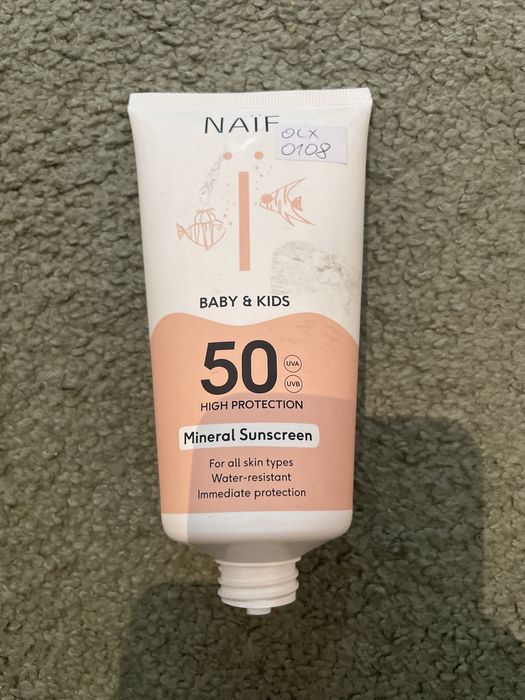 NAÏF
OLX
0108
BABY & KIDS
50
UVA
UVB
HIGH PROTECTION
Mineral Sunscreen
For all skin types
Water-resistant
Immediate protection